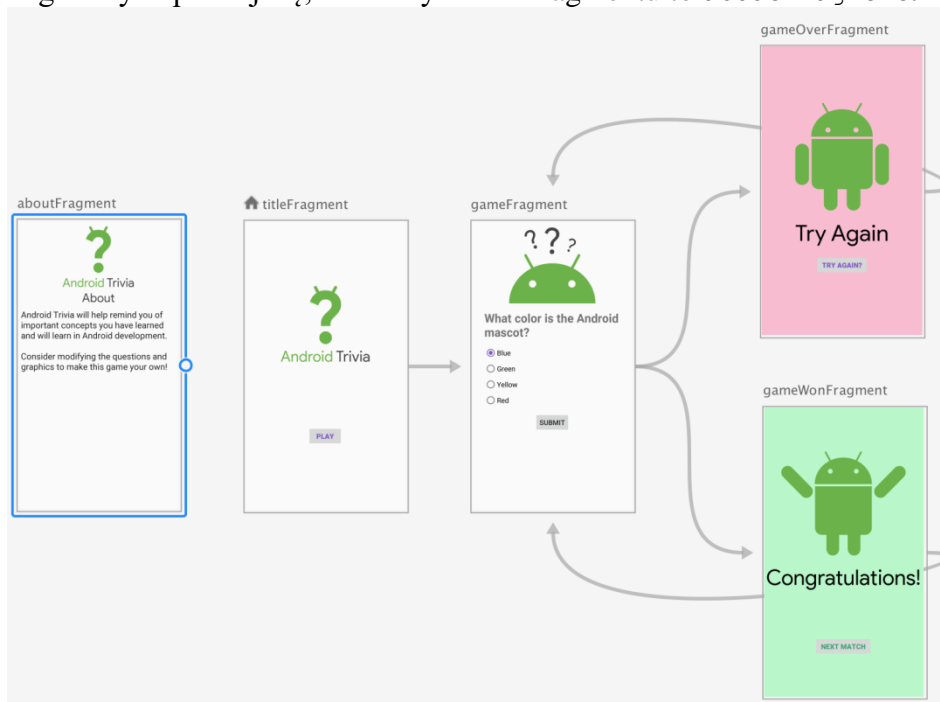 gameOverFragment
Try Again
TRY AGAIN?
aboutFragment
Android Trivia
About
Android Trivia will help remind you of
important concepts you have learned
and will learn in Android development.
Consider modifying the questions and
graphics to make this game your own!
titleFragment
Android Trivia
PLAY
gameFragment
? ? ?
What color is the Android
mascot?
Blue
Green
Yellow
Red
SUBMIT
gameWonFragment
Congratulations!
NEXT MATCH